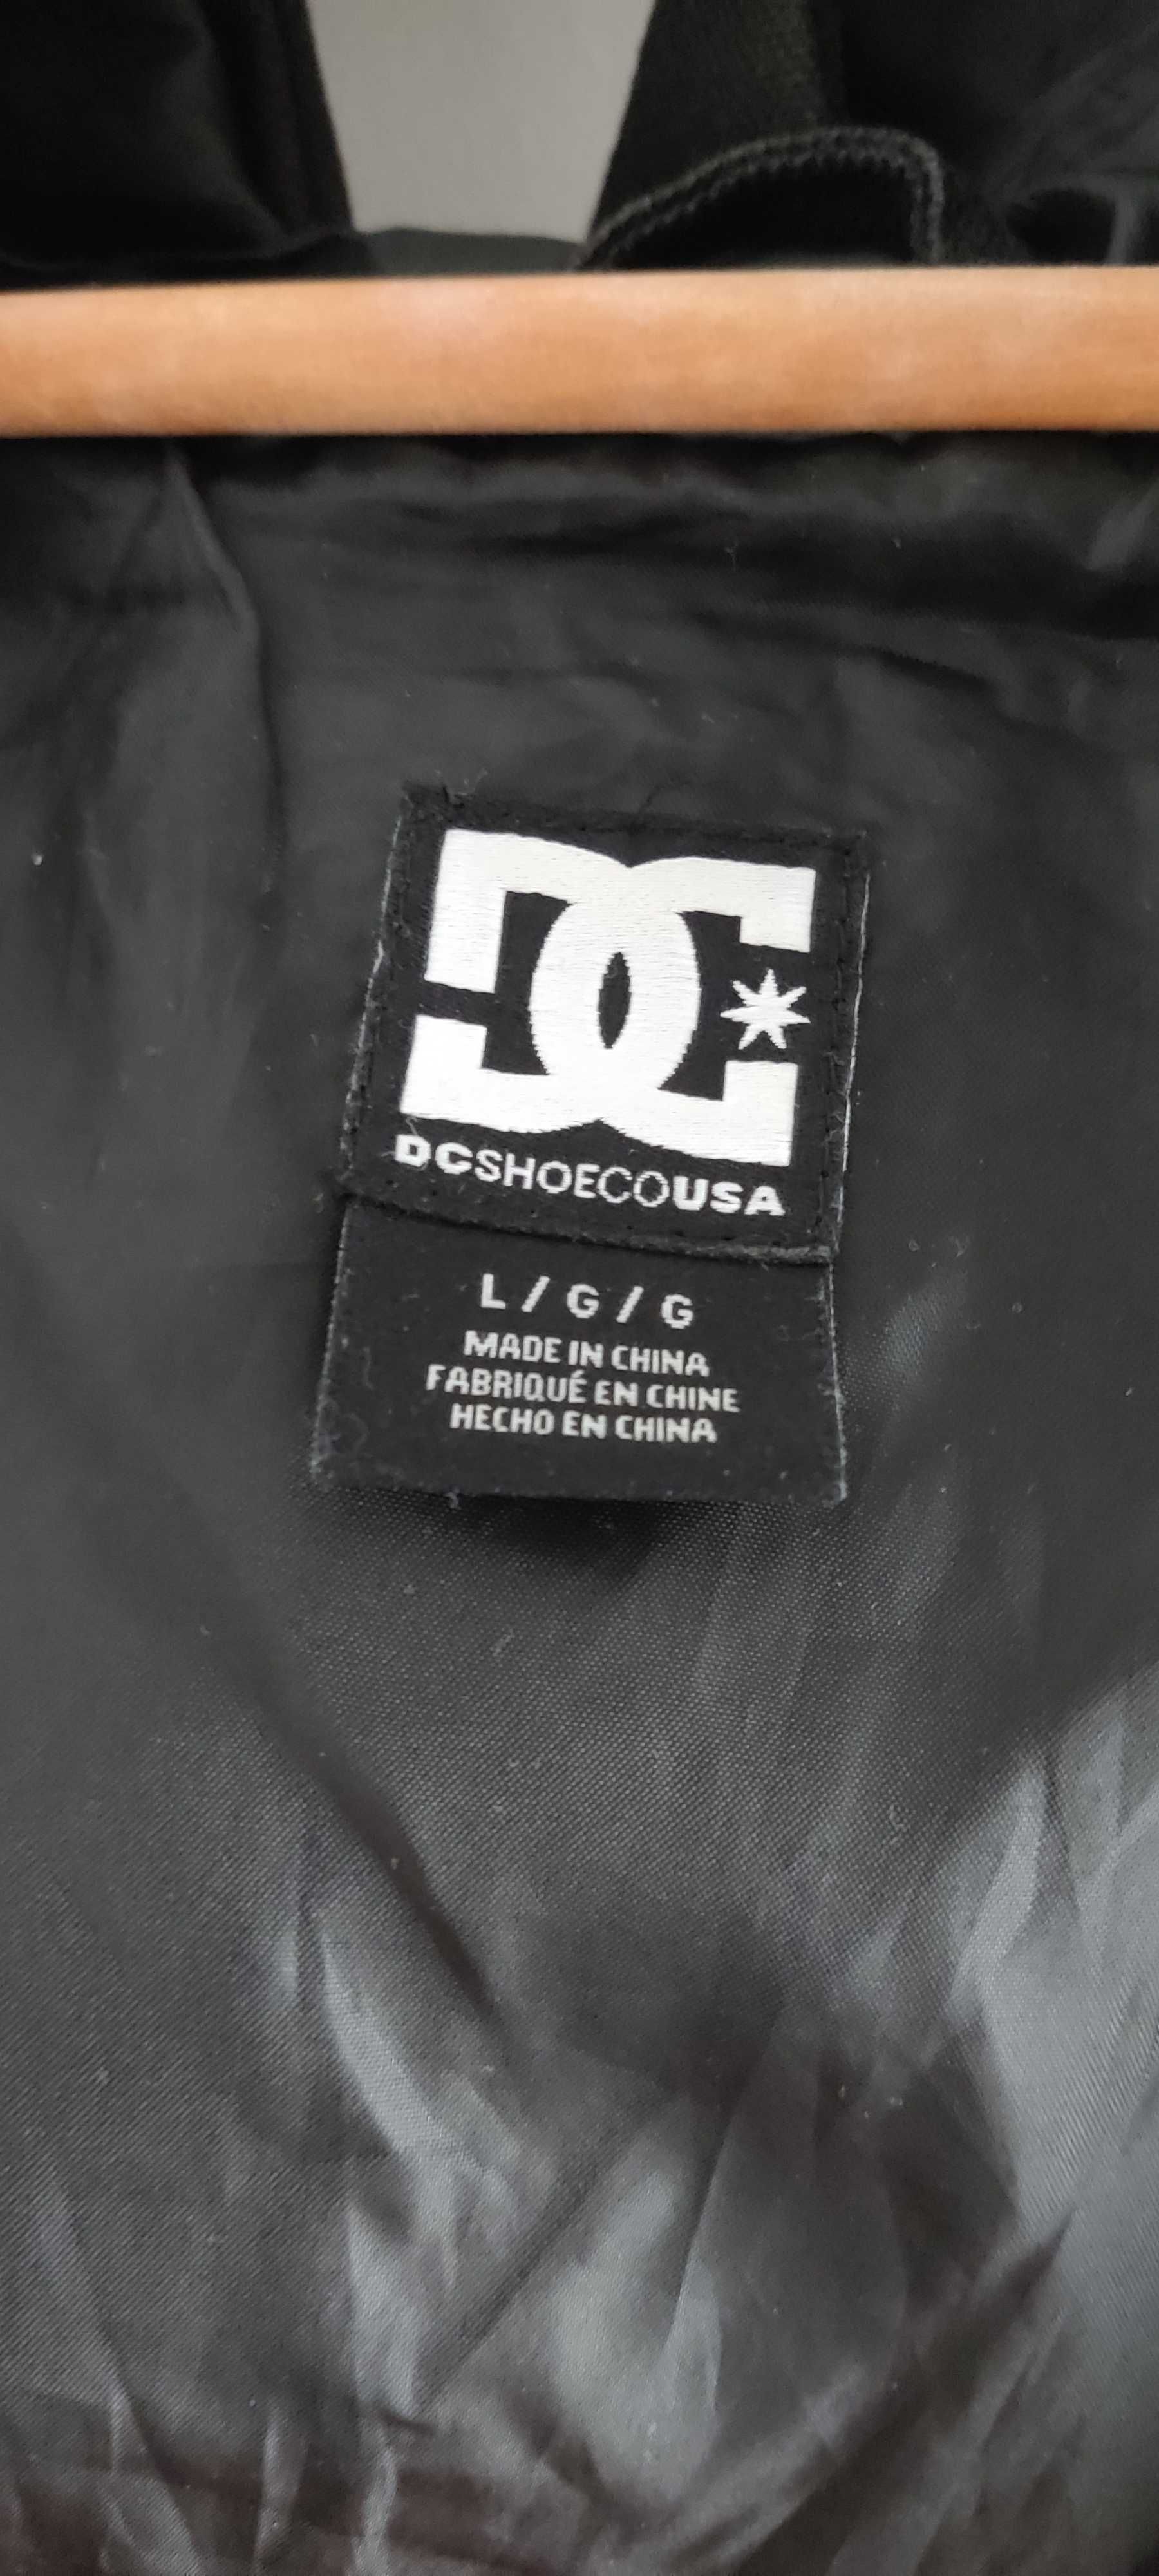 DC
DCSHOECOUSA
L / G / G
MADE IN CHINA
FABRIQUÉ EN CHINE
HECHO EN CHINA